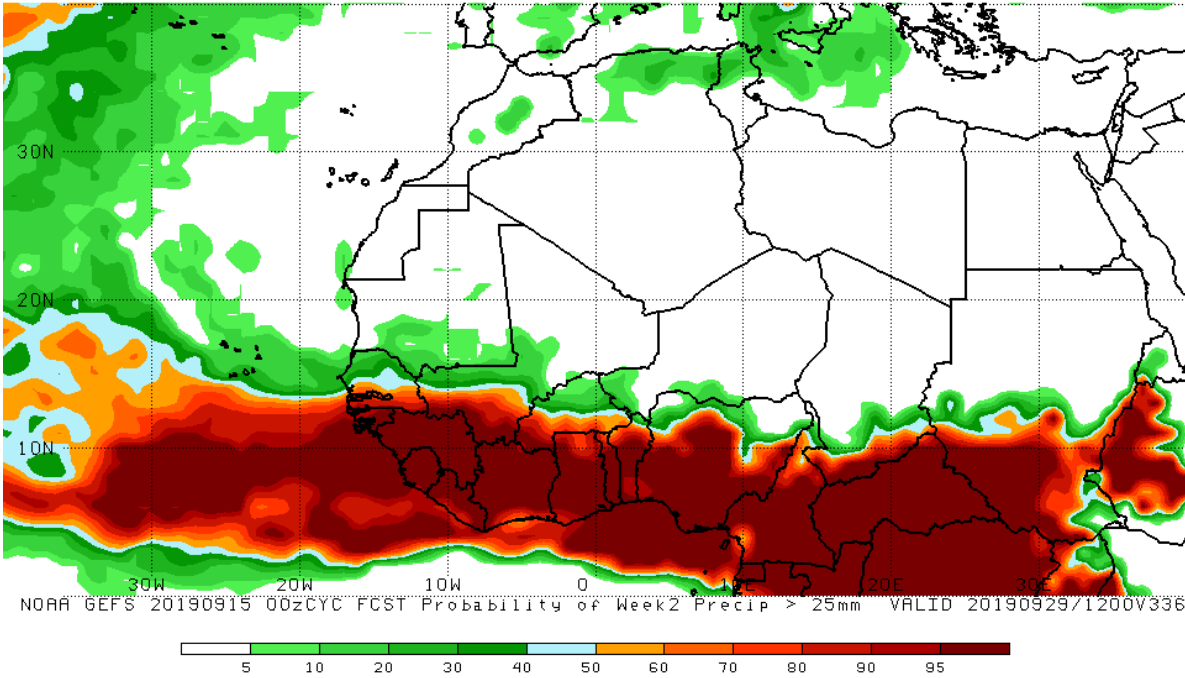 30N
20N
10N
30W 20W 10W 0 10E 20E 30E
NOAA GEFS 20190915 00zCYC FCST Probability of Week2 Precip > 25mm VALID 20190929/1200V336
5 10 20 30 40 50 60 70 80 90 95